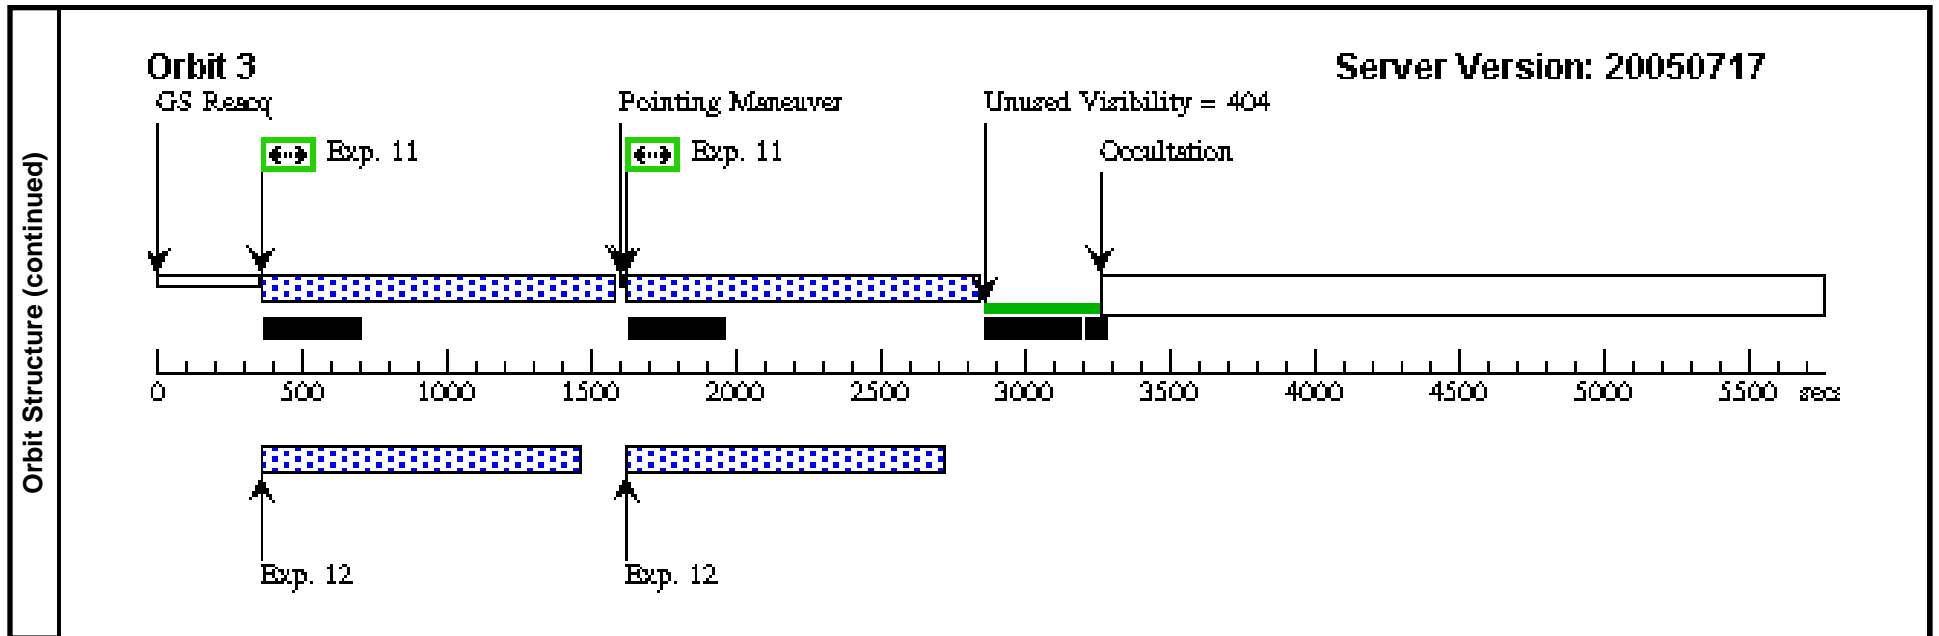 Orbit Structure (continued)
Orbit 3
Server Version: 20050717
GS Reacq
Pointing Maneuver
Unused Visibility = 404
Exp. 11
Exp. 11
Occultation
0 500 1000 1500 2000 2500 3000 3500 4000 4500 5000 5500 secs
Exp. 12
Exp. 12